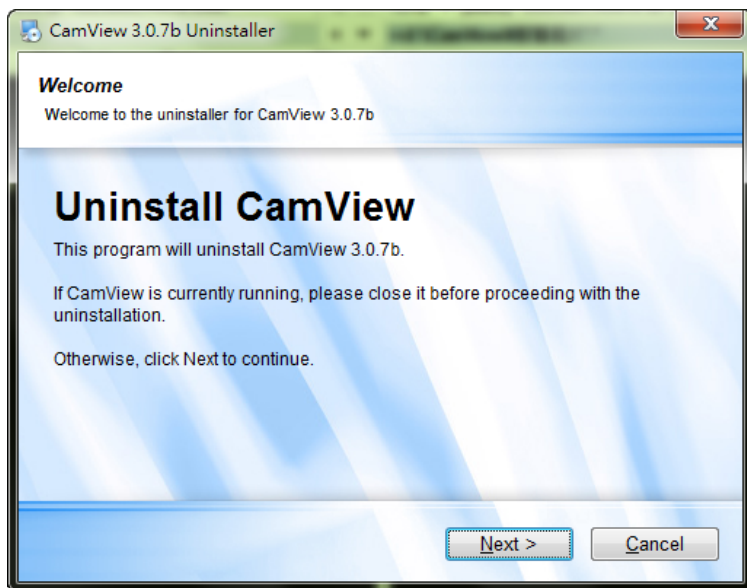 CamView 3.0.7b Uninstaller
Welcome
Welcome to the uninstaller for CamView 3.0.7b
Uninstall CamView
This program will uninstall CamView 3.0.7b.
If CamView is currently running, please close it before proceeding with the
uninstallation.
Otherwise, click Next to continue.
Next >
Cancel